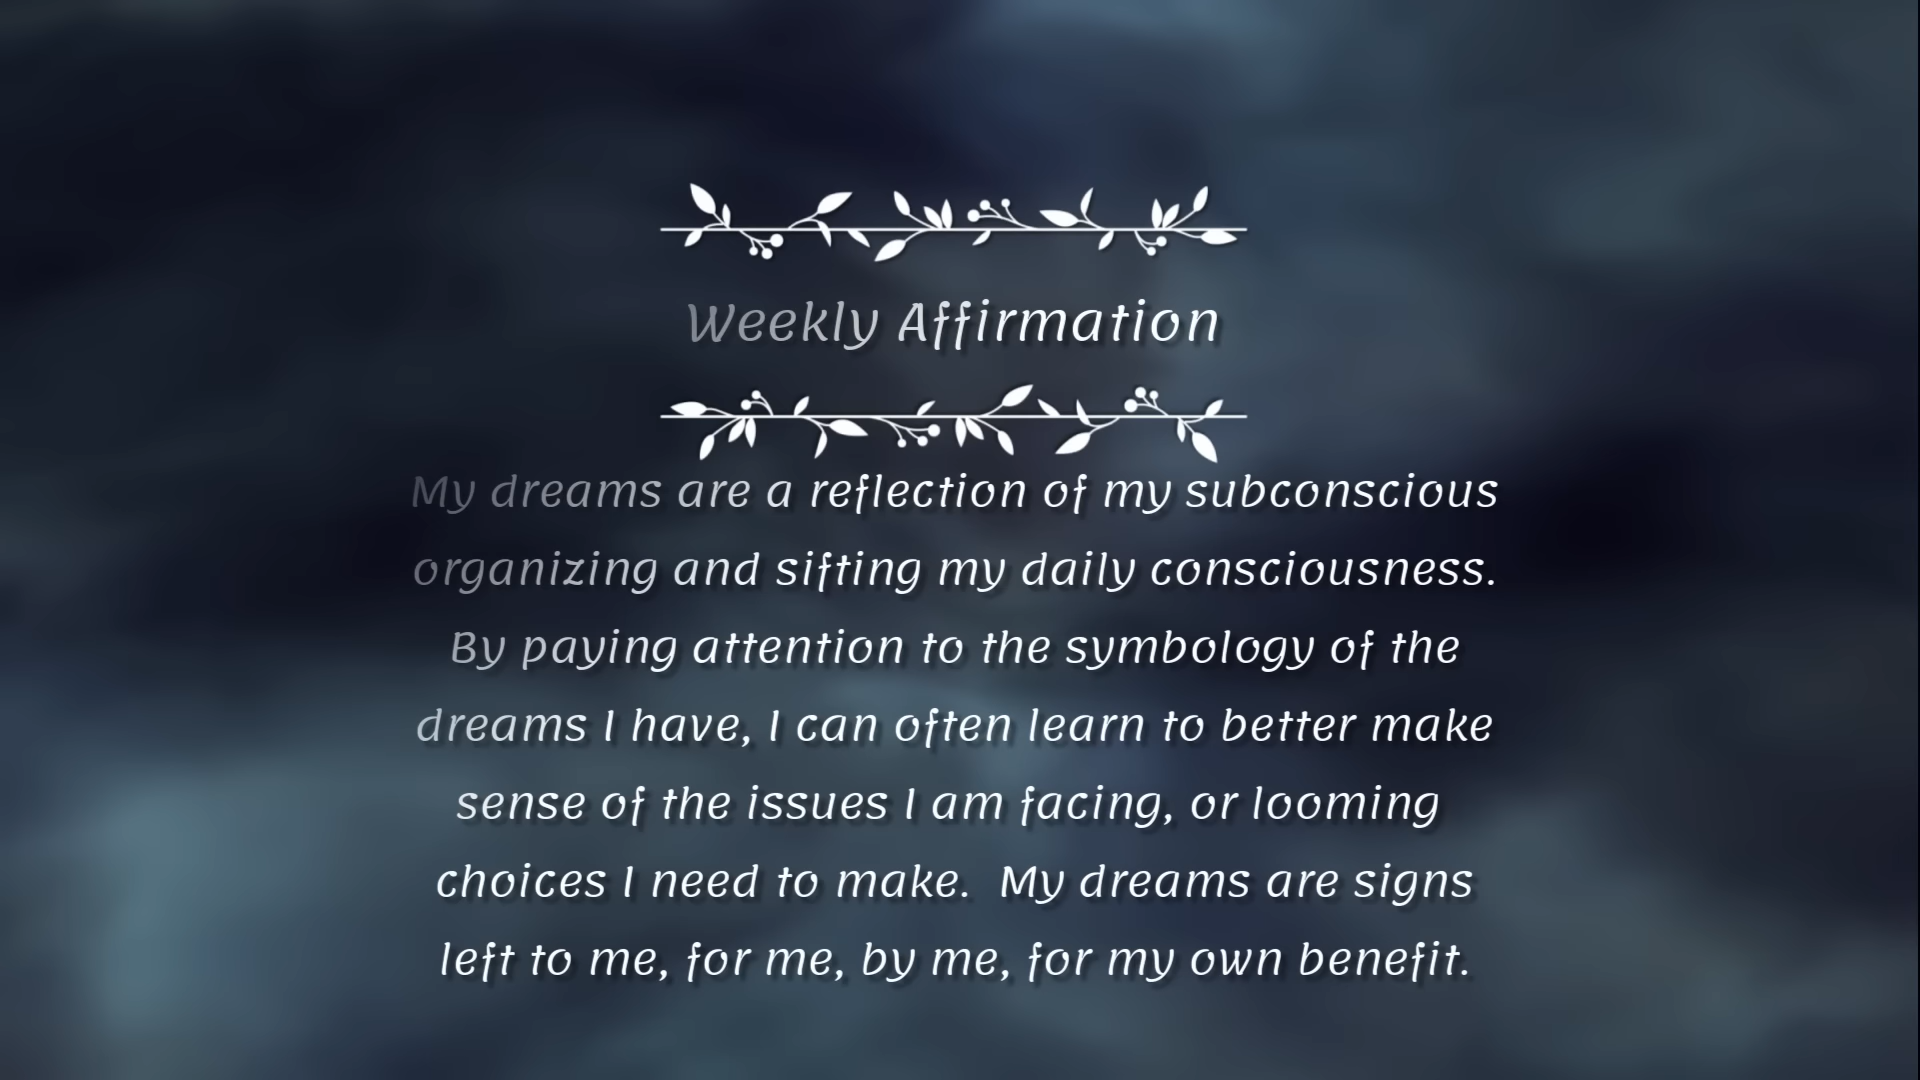 Weekly Affirmation
My dreams are a reflection of my subconscious
organizing and sifting my daily consciousness.
By paying attention to the symbology of the
dreams I have, I can often learn to better make
sense of the issues I am facing, or looming
choices I need to make.  My dreams are signs
left to me, for me, by me, for my own benefit.